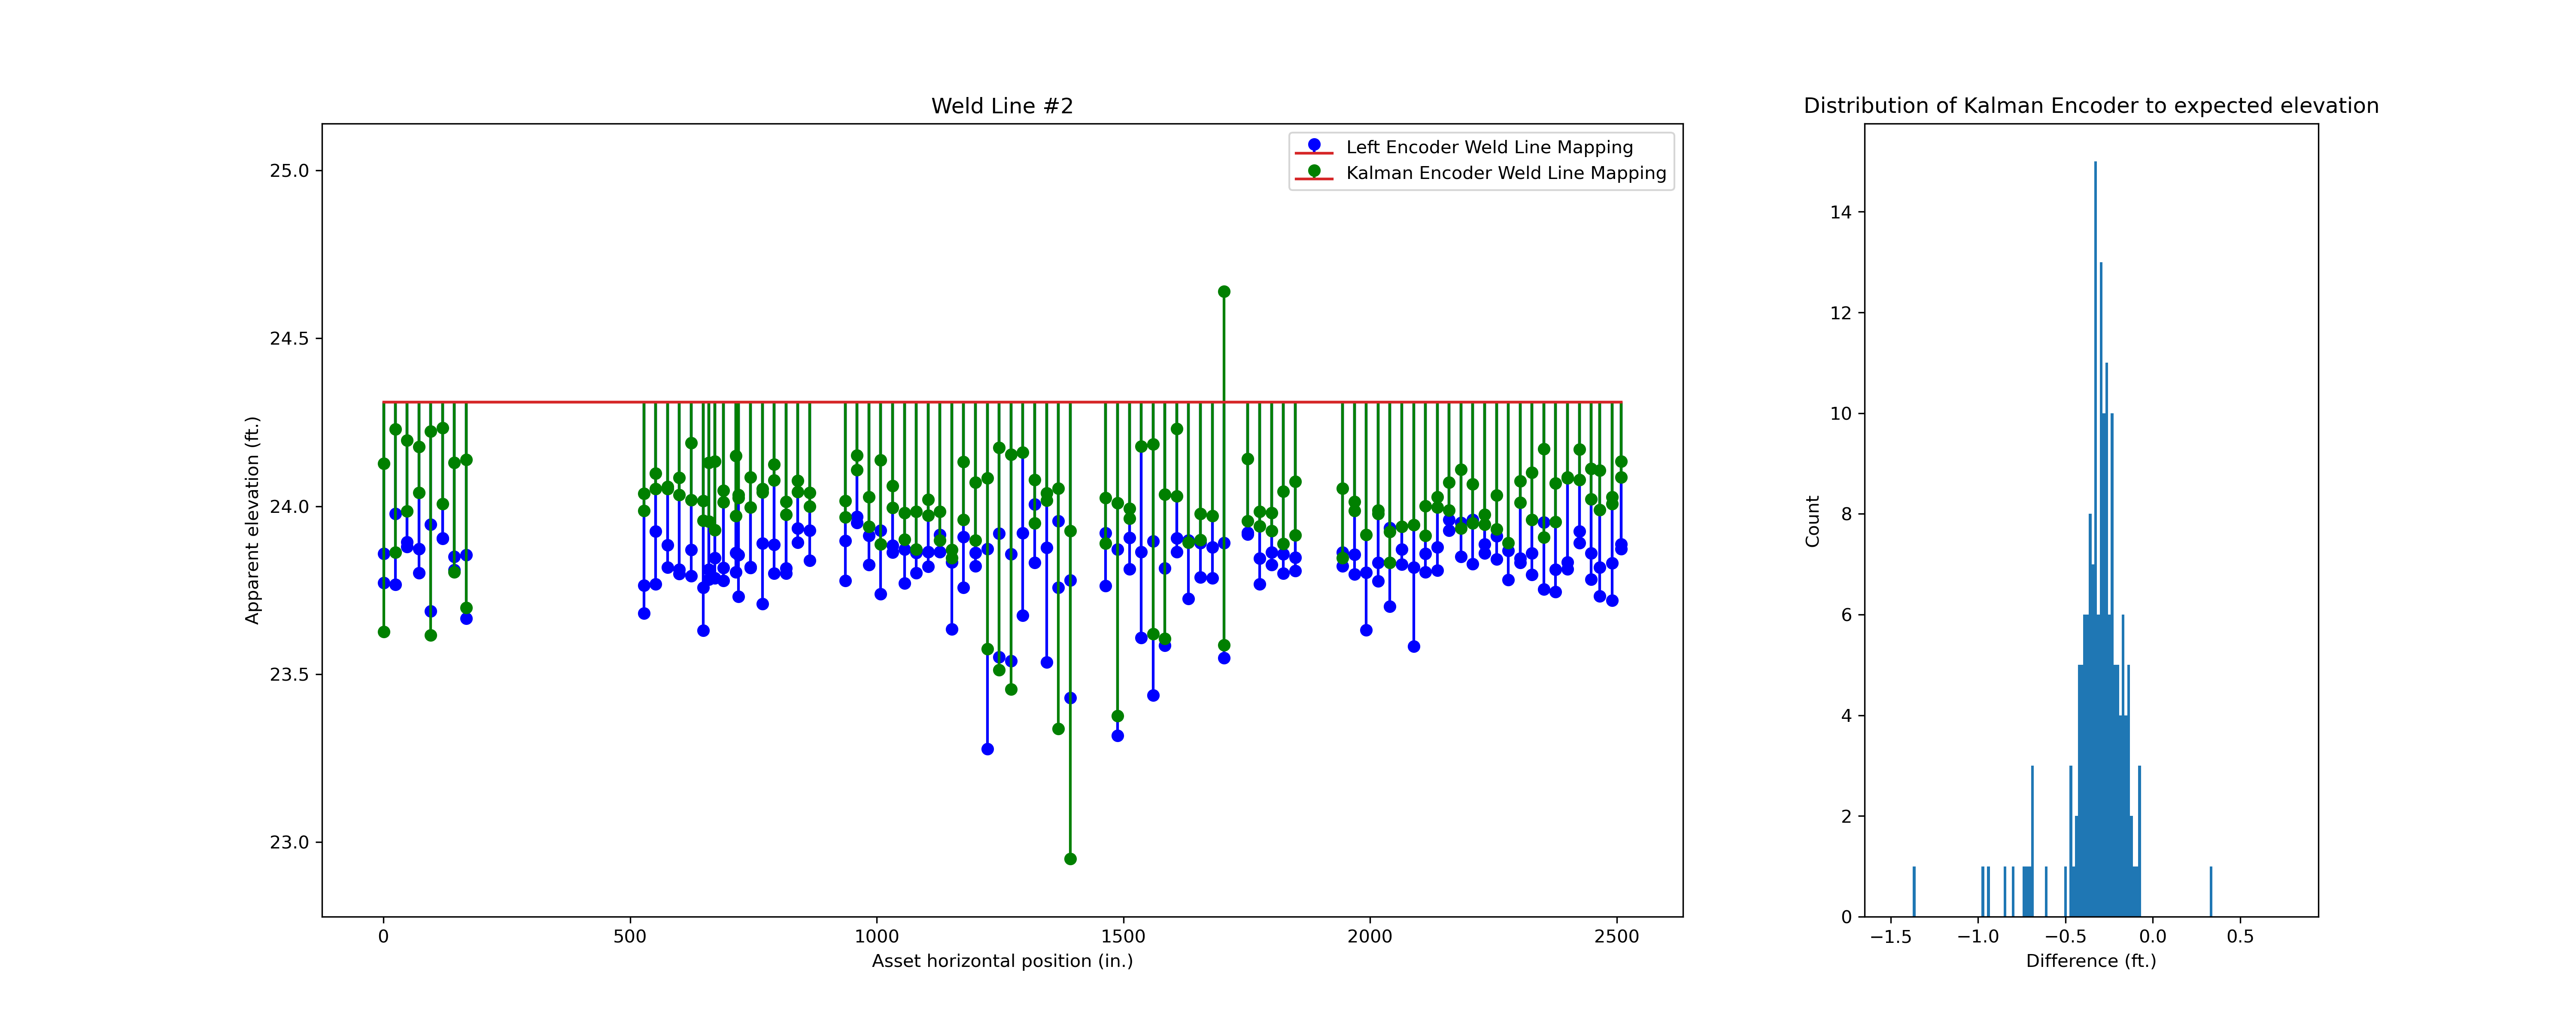 Weld Line #2
Left Encoder Weld Line Mapping
Kalman Encoder Weld Line Mapping
25.0
24.5
24.0
23.5
23.0
Apparent elevation (ft.)
0 500 1000 1500 2000 2500
Asset horizontal position (in.)
Distribution of Kalman Encoder to expected elevation
14
12
10
8
6
4
2
0
Count
−1.5 −1.0 −0.5 0.0 0.5
Difference (ft.)